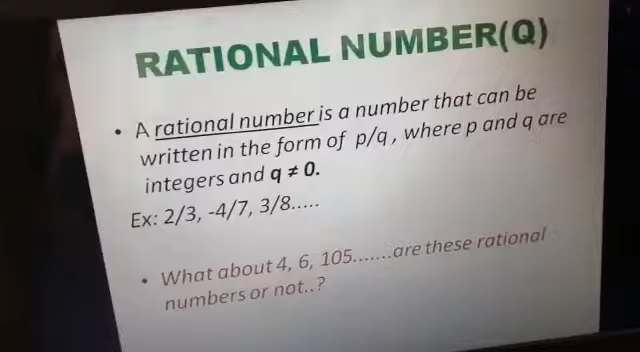 RATIONAL NUMBER(Q)
• A rational number is a number that can be
written in the form of p/q, where p and q are
integers and q ≠ 0.
Ex: 2/3, -4/7, 3/8.....
• What about 4, 6, 105.......are these rational
numbers or not..?